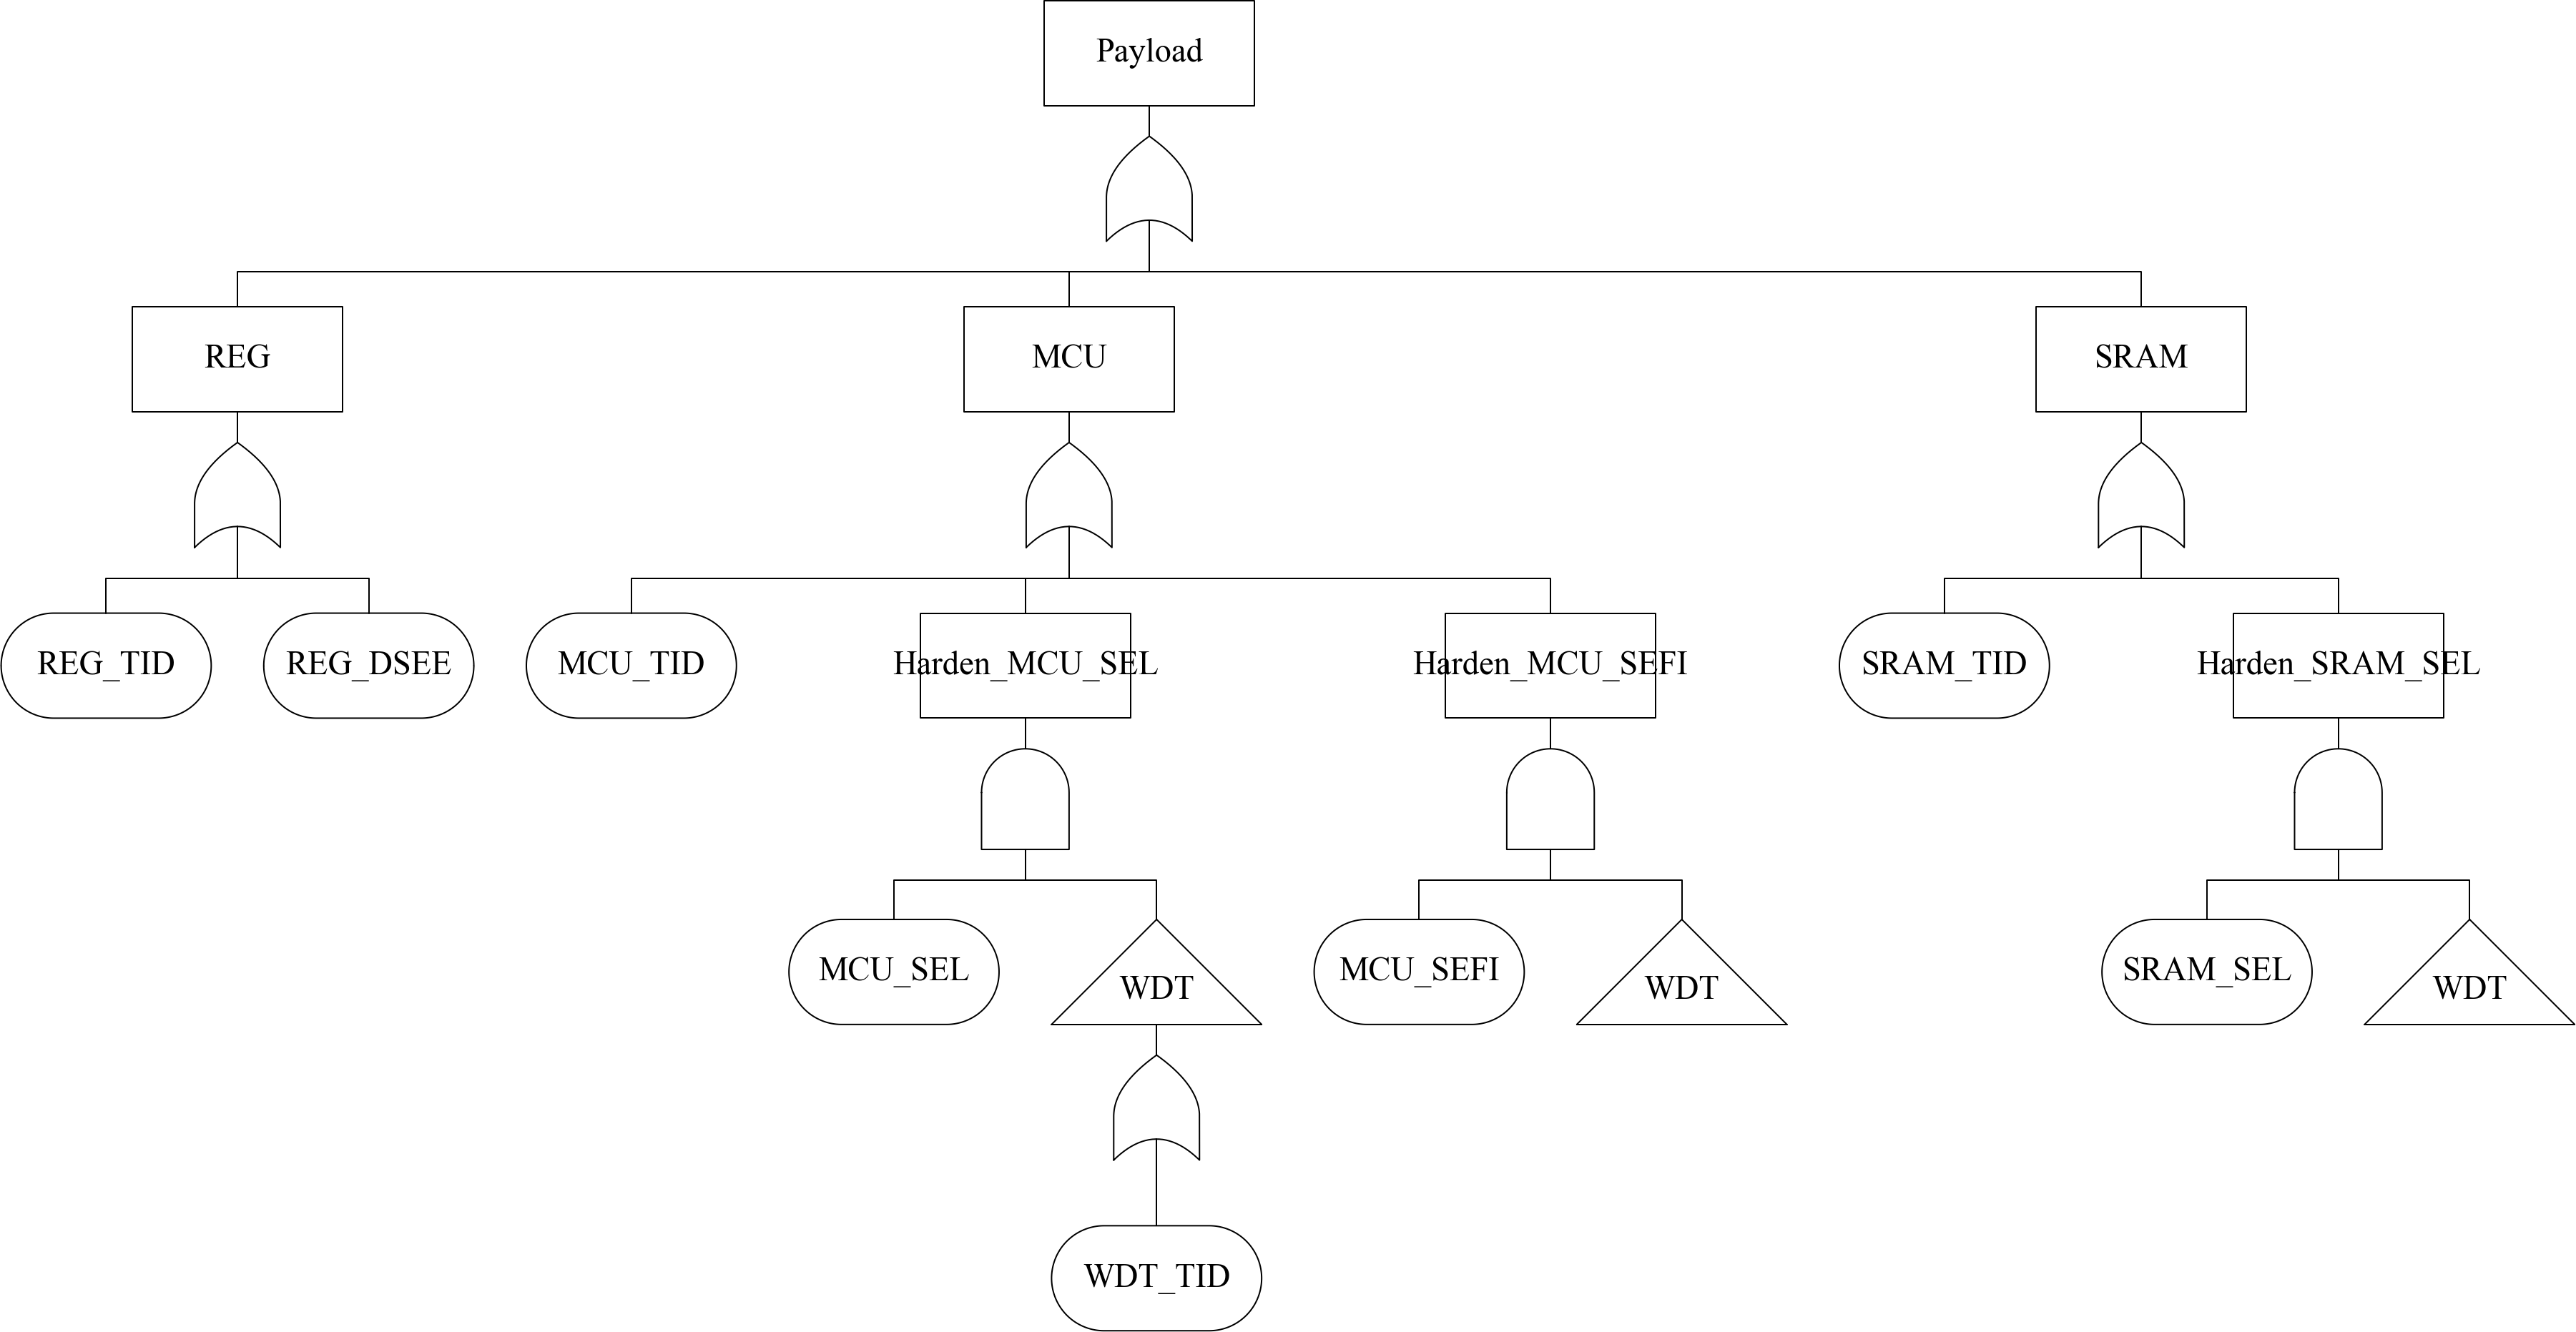 Payload
REG
MCU
SRAM
REG_TID
REG_DSEE
MCU_TID
Harden_MCU_SEL
Harden_MCU_SEFI
SRAM_TID
Harden_SRAM_SEL
MCU_SEL
WDT
MCU_SEFI
WDT
SRAM_SEL
WDT
WDT_TID